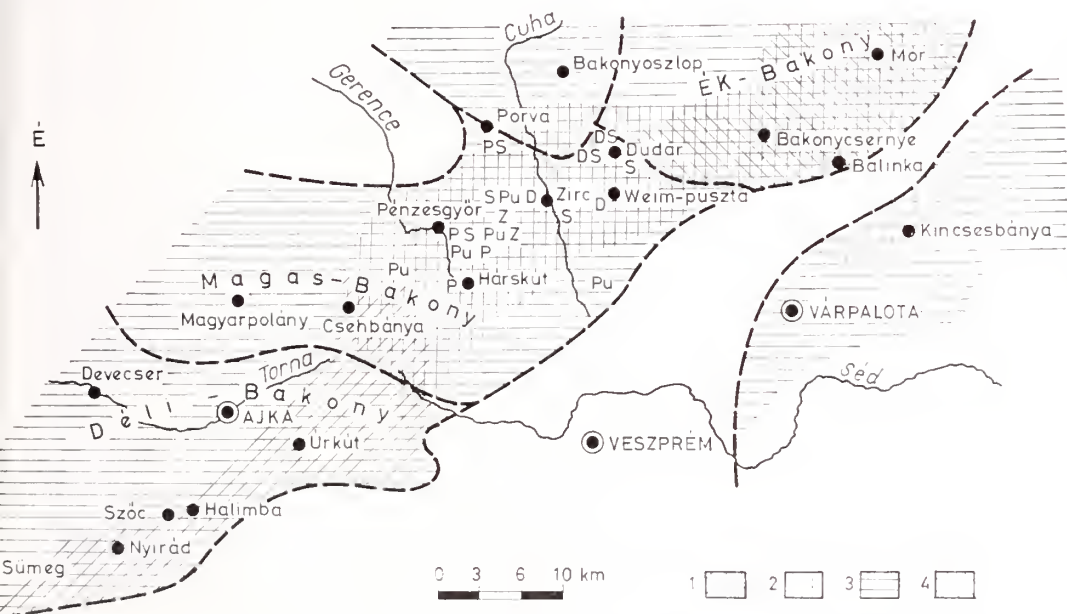 Cuha
Bakonyoszlop
ÉK-Bakony
Mór
Gerence
É
Porva
PS
DS
DS
Dudar
S
Bakonycsernye
Balinka
S Pu D
Zirc
Z
S
D
Weim-puszta
Pénzesgyőr
PS Pu Z
Pu P
Kincsesbánya
Magas-Bakony
Pu
P
Hárskút
Pu
Magyarpolány
Csehbánya
VÁRPALOTA
Devecser
Torna
Séd
Déli-Bakony
AJKA
Úrkút
VESZPRÉM
Szőc
Halimba
Nyirád
Sümeg
0 3 6 10 km
1 2 3 4